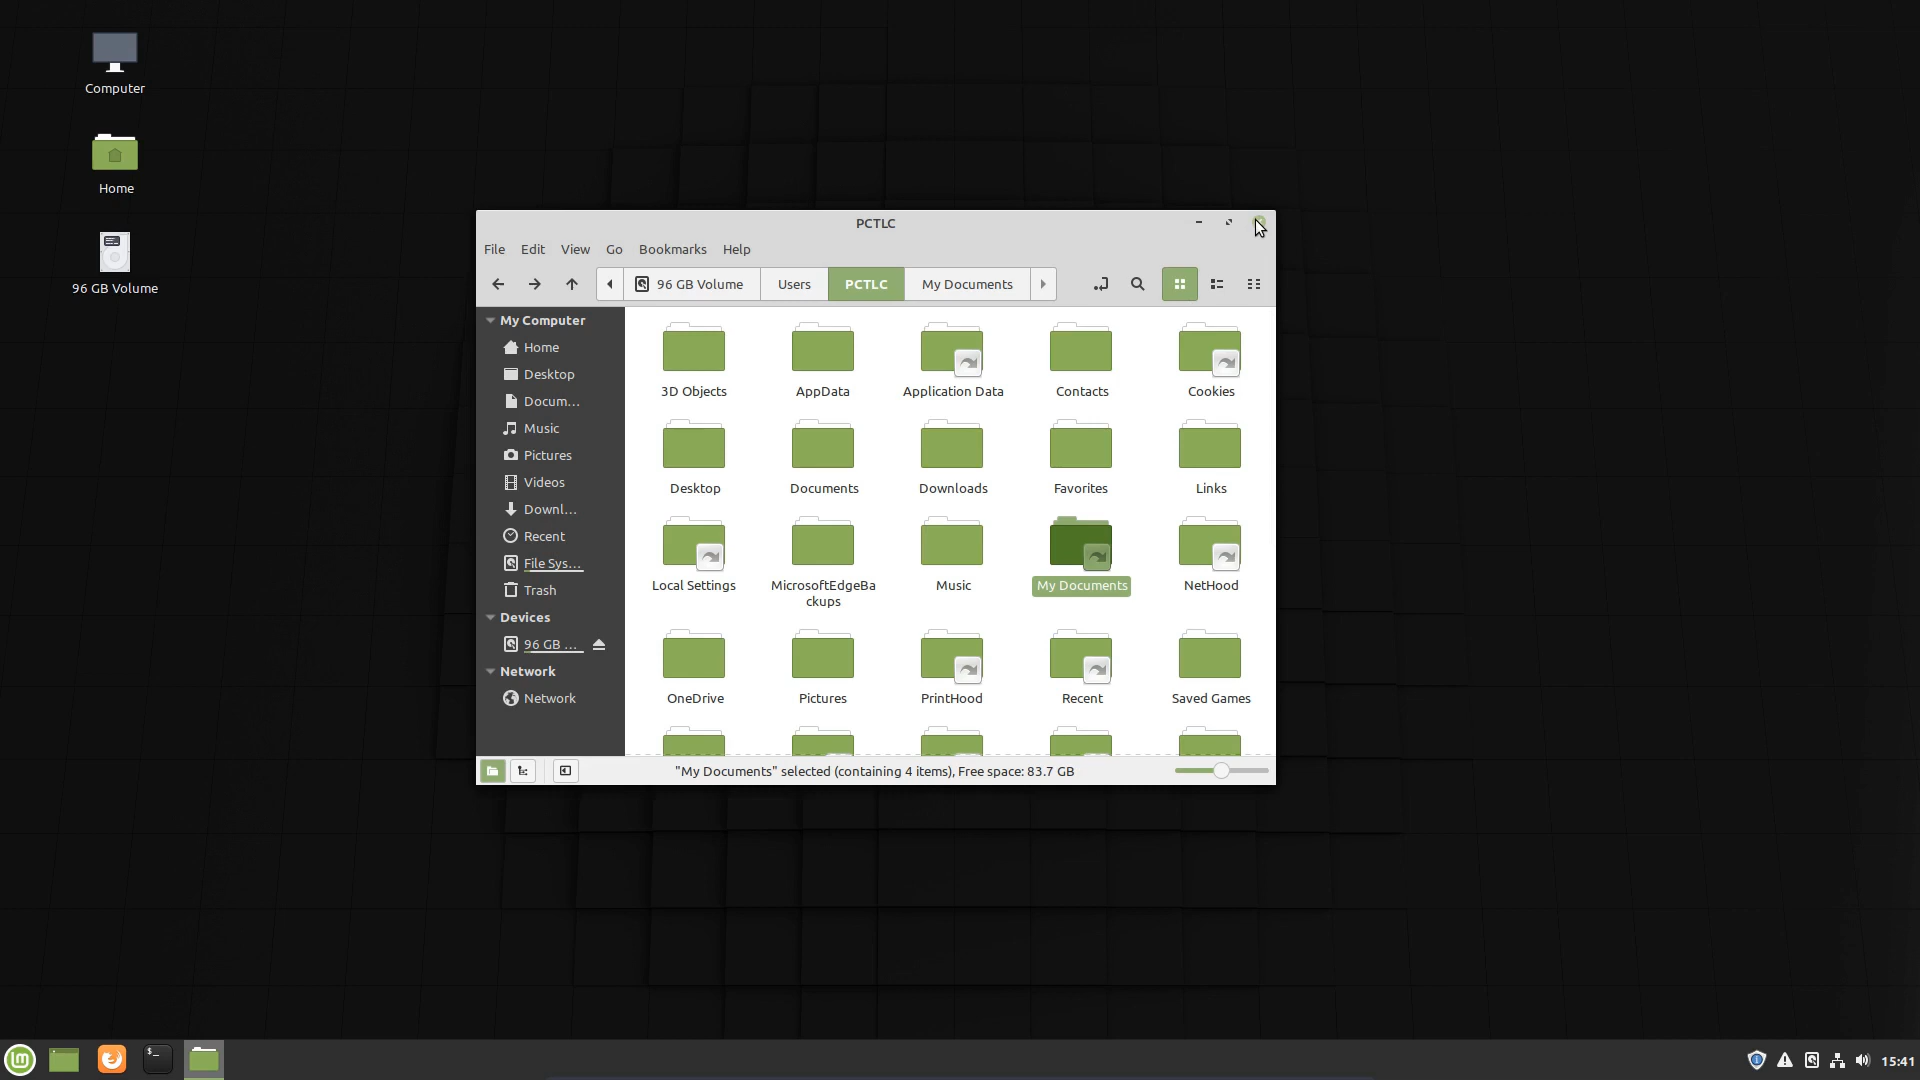 Computer
Home
96 GB Volume
PCTLC
File Edit View Go Bookmarks Help
96 GB Volume Users PCTLC My Documents
My Computer
Home
Desktop
Docum...
Music
Pictures
Videos
Downl...
Recent
File Sys...
Trash
Devices
96 GB ...
Network
Network
3D Objects AppData Application Data Contacts Cookies
Desktop Documents Downloads Favorites Links
Local Settings MicrosoftEdgeBa My Documents NetHood
ckups
Music
OneDrive Pictures PrintHood Recent Saved Games
"My Documents" selected (containing 4 items), Free space: 83.7 GB
$_
15:41